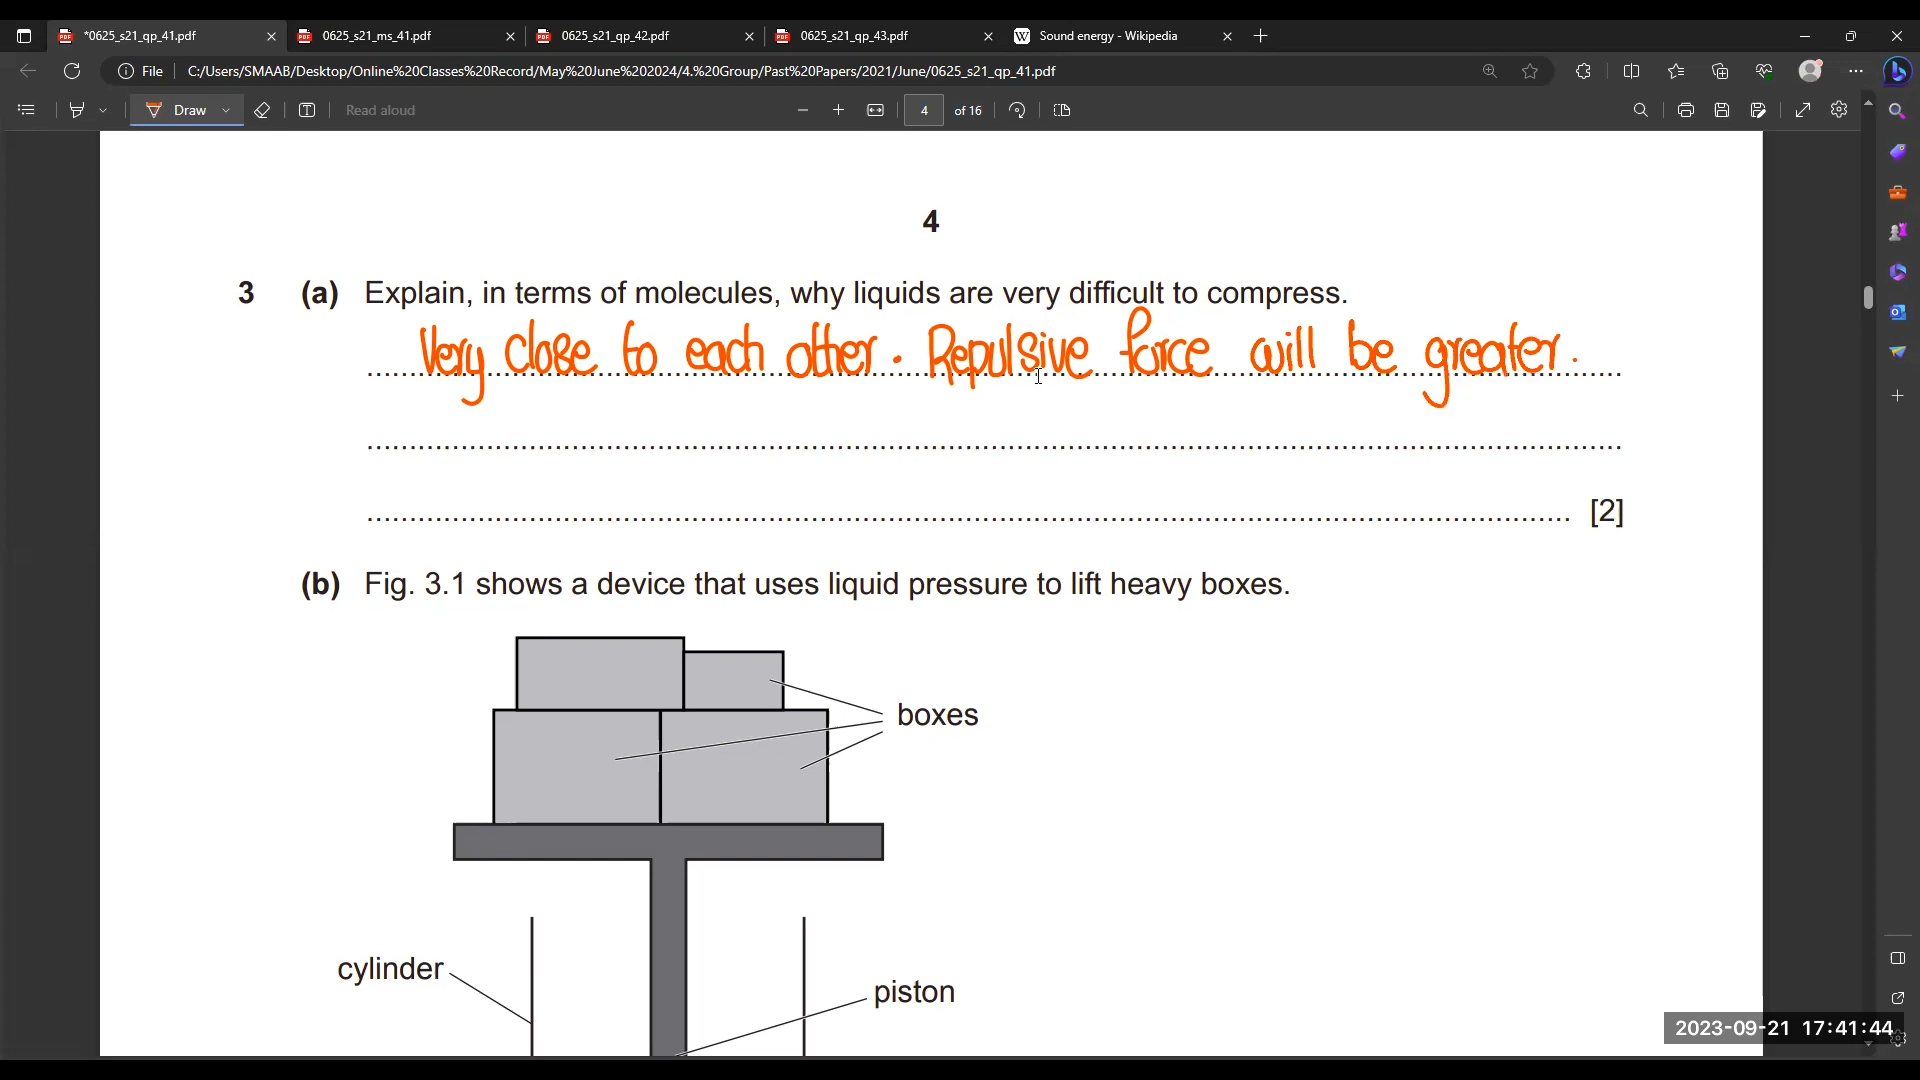 *0625_s21_qp_41.pdf
0625_s21_ms_41.pdf
0625_s21_qp_42.pdf
0625_s21_qp_43.pdf
W Sound energy - Wikipedia
File C:/Users/SMAAB/Desktop/Online%20Classes%20Record/May%20June%202024/4.%20Group/Past%20Papers/2021/June/0625_s21_qp_41.pdf
Draw Read aloud 4 of 16
4
3 (a) Explain, in terms of molecules, why liquids are very difficult to compress.
Very close to each other. Repulsive force will be greater.
[2]
(b) Fig. 3.1 shows a device that uses liquid pressure to lift heavy boxes.
boxes
cylinder
piston
2023-09-21 17:41:44